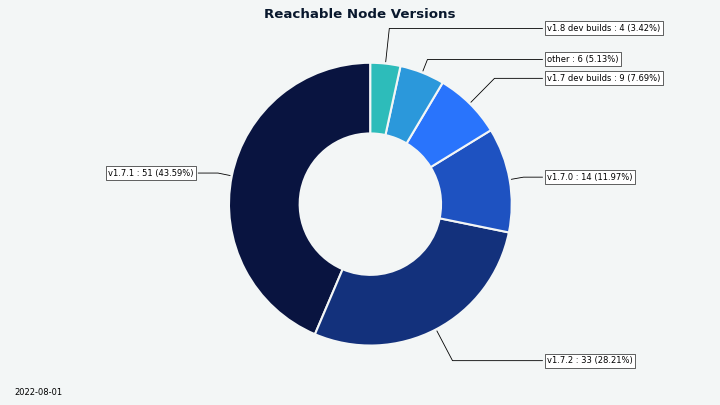 Reachable Node Versions
v1.8 dev builds : 4 (3.42%)
other : 6 (5.13%)
v1.7 dev builds : 9 (7.69%)
v1.7.1 : 51 (43.59%)
v1.7.0 : 14 (11.97%)
v1.7.2 : 33 (28.21%)
2022-08-01